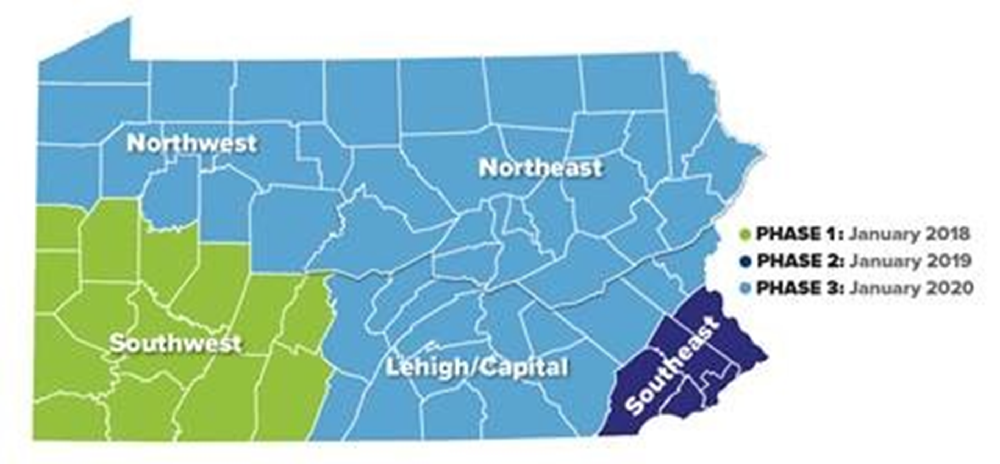 Northwest
Northeast
PHASE 1: January 2018
PHASE 2: January 2019
PHASE 3: January 2020
Southwest
Lehigh/Capital
Southeast